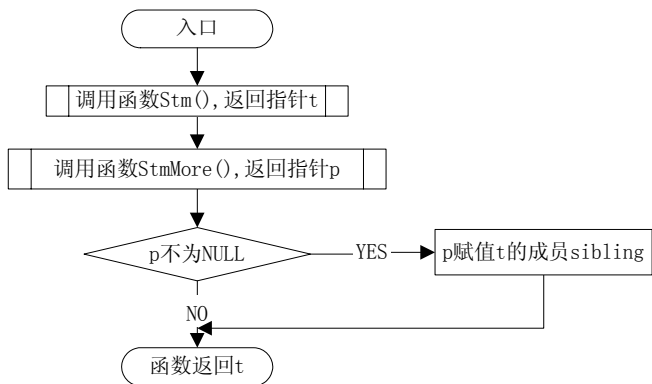 入口
调用函数Stm(),返回指针t
调用函数StmMore(),返回指针p
p不为NULL
YES
p赋值t的成员sibling
NO
函数返回t